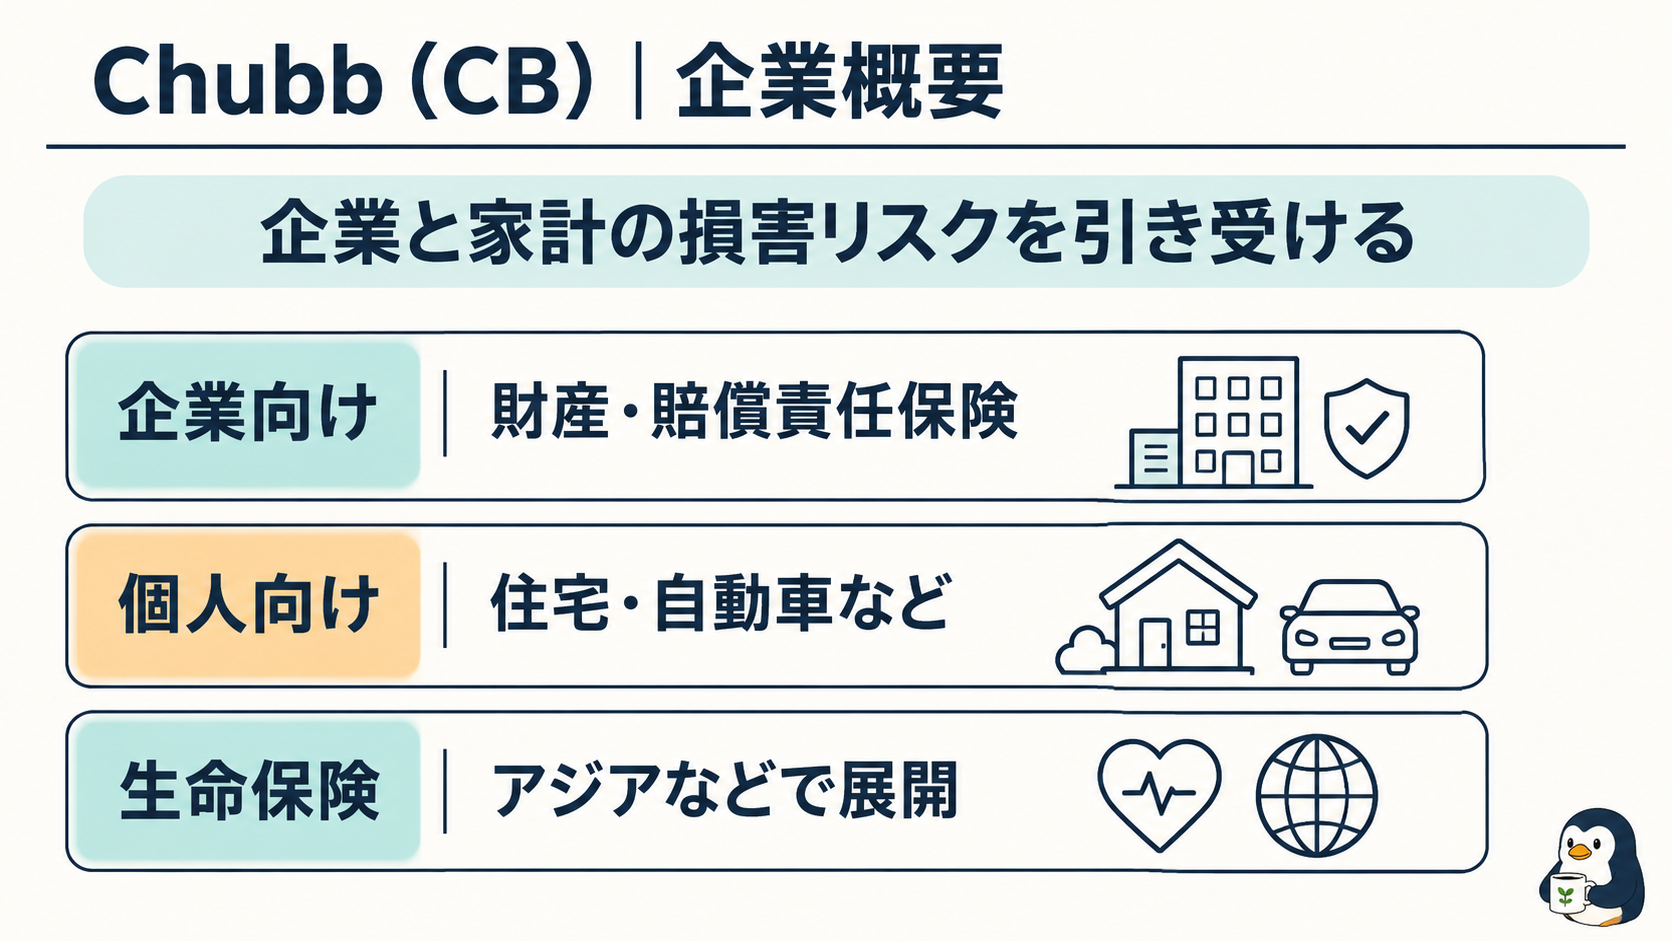 Chubb（CB）｜企業概要
企業と家計の損害リスクを引き受ける
企業向け｜財産・賠償責任保険
個人向け｜住宅・自動車など
生命保険｜アジアなどで展開